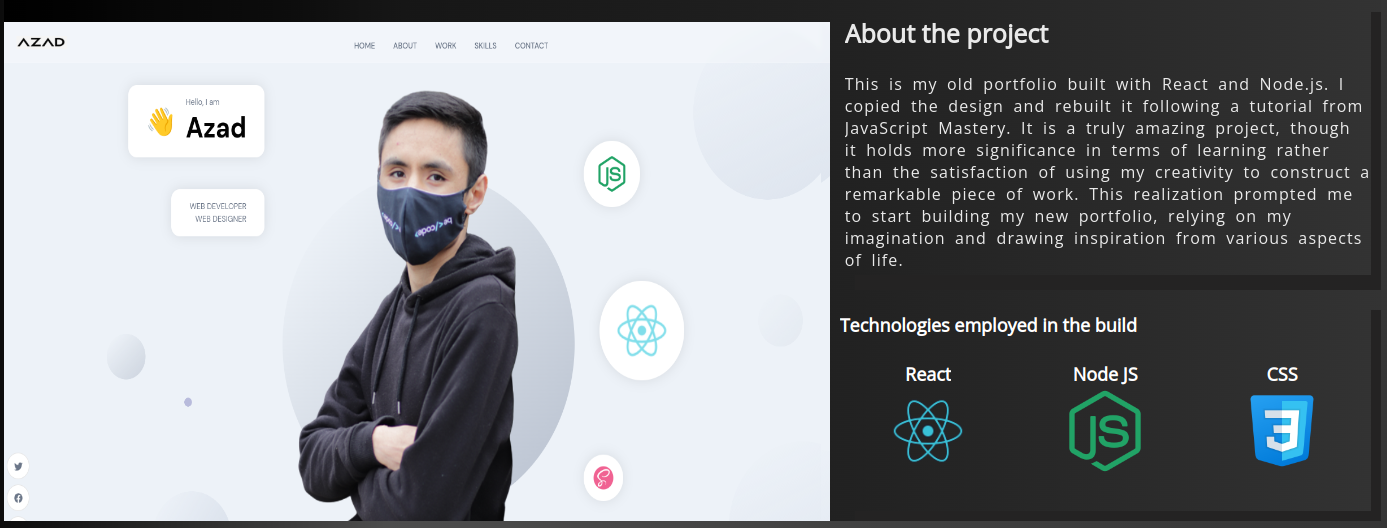 AZAD
HOME ABOUT WORK SKILLS CONTACT
Hello, I am
Azad
WEB DEVELOPER
WEB DESIGNER
JS
About the project
This is my old portfolio built with React and Node.js. I
copied the design and rebuilt it following a tutorial from
JavaScript Mastery. It is a truly amazing project, though
it holds more significance in terms of learning rather
than the satisfaction of using my creativity to construct a
remarkable piece of work. This realization prompted me
to start building my new portfolio, relying on my
imagination and drawing inspiration from various aspects
of life.
Technologies employed in the build
React Node JS CSS
JS 3